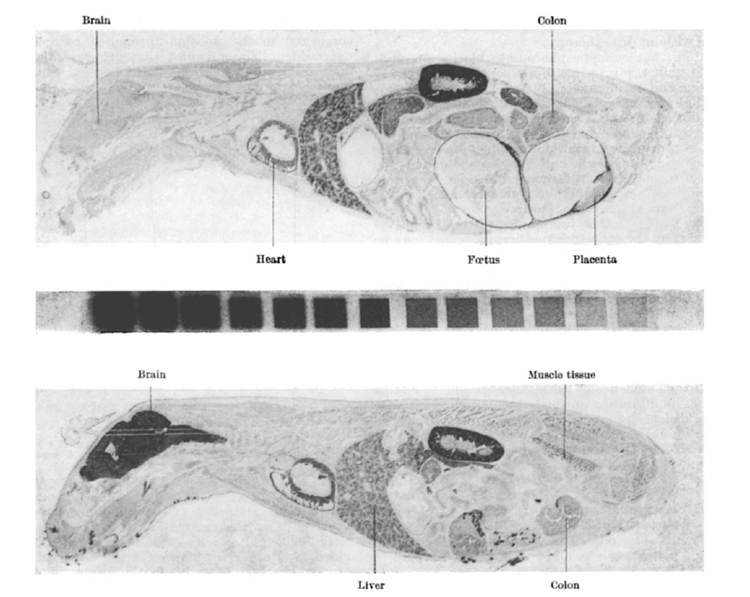 Brain Colon
Heart Fœtus Placenta
Brain Muscle tissue
Liver Colon